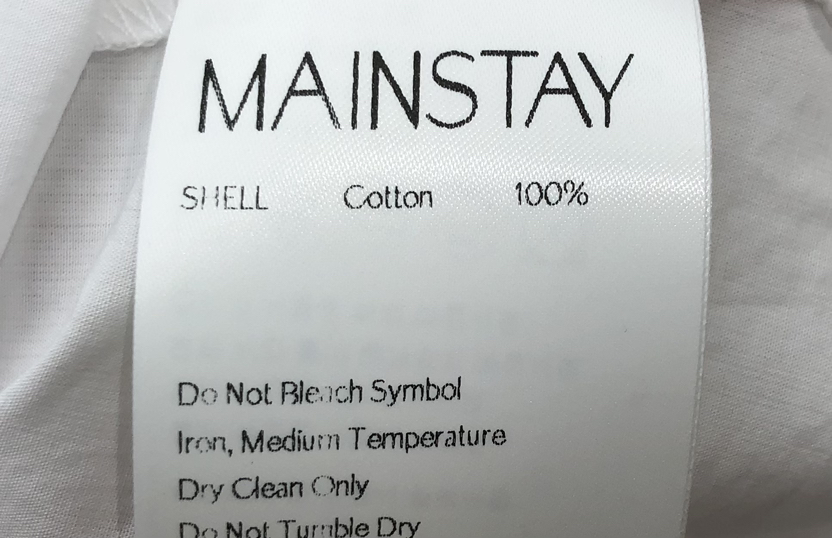 MAINSTAY
SHELL Cotton 100%
Do Not Bleach Symbol
Iron, Medium Temperature
Dry Clean Only
Do Not Tumble Dry